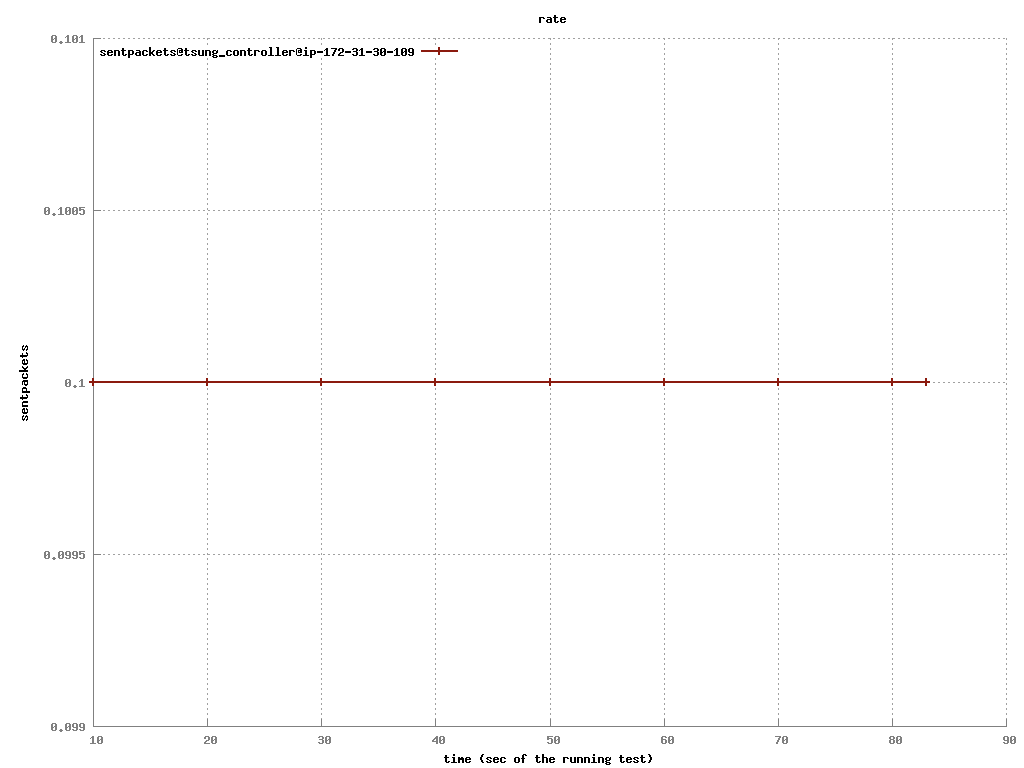 rate
0.101
sentpackets@tsung_controller@ip-172-31-30-109
0.1005
sentpackets
0.1
0.0995
0.099
10 20 30 40 50 60 70 80 90
time (sec of the running test)